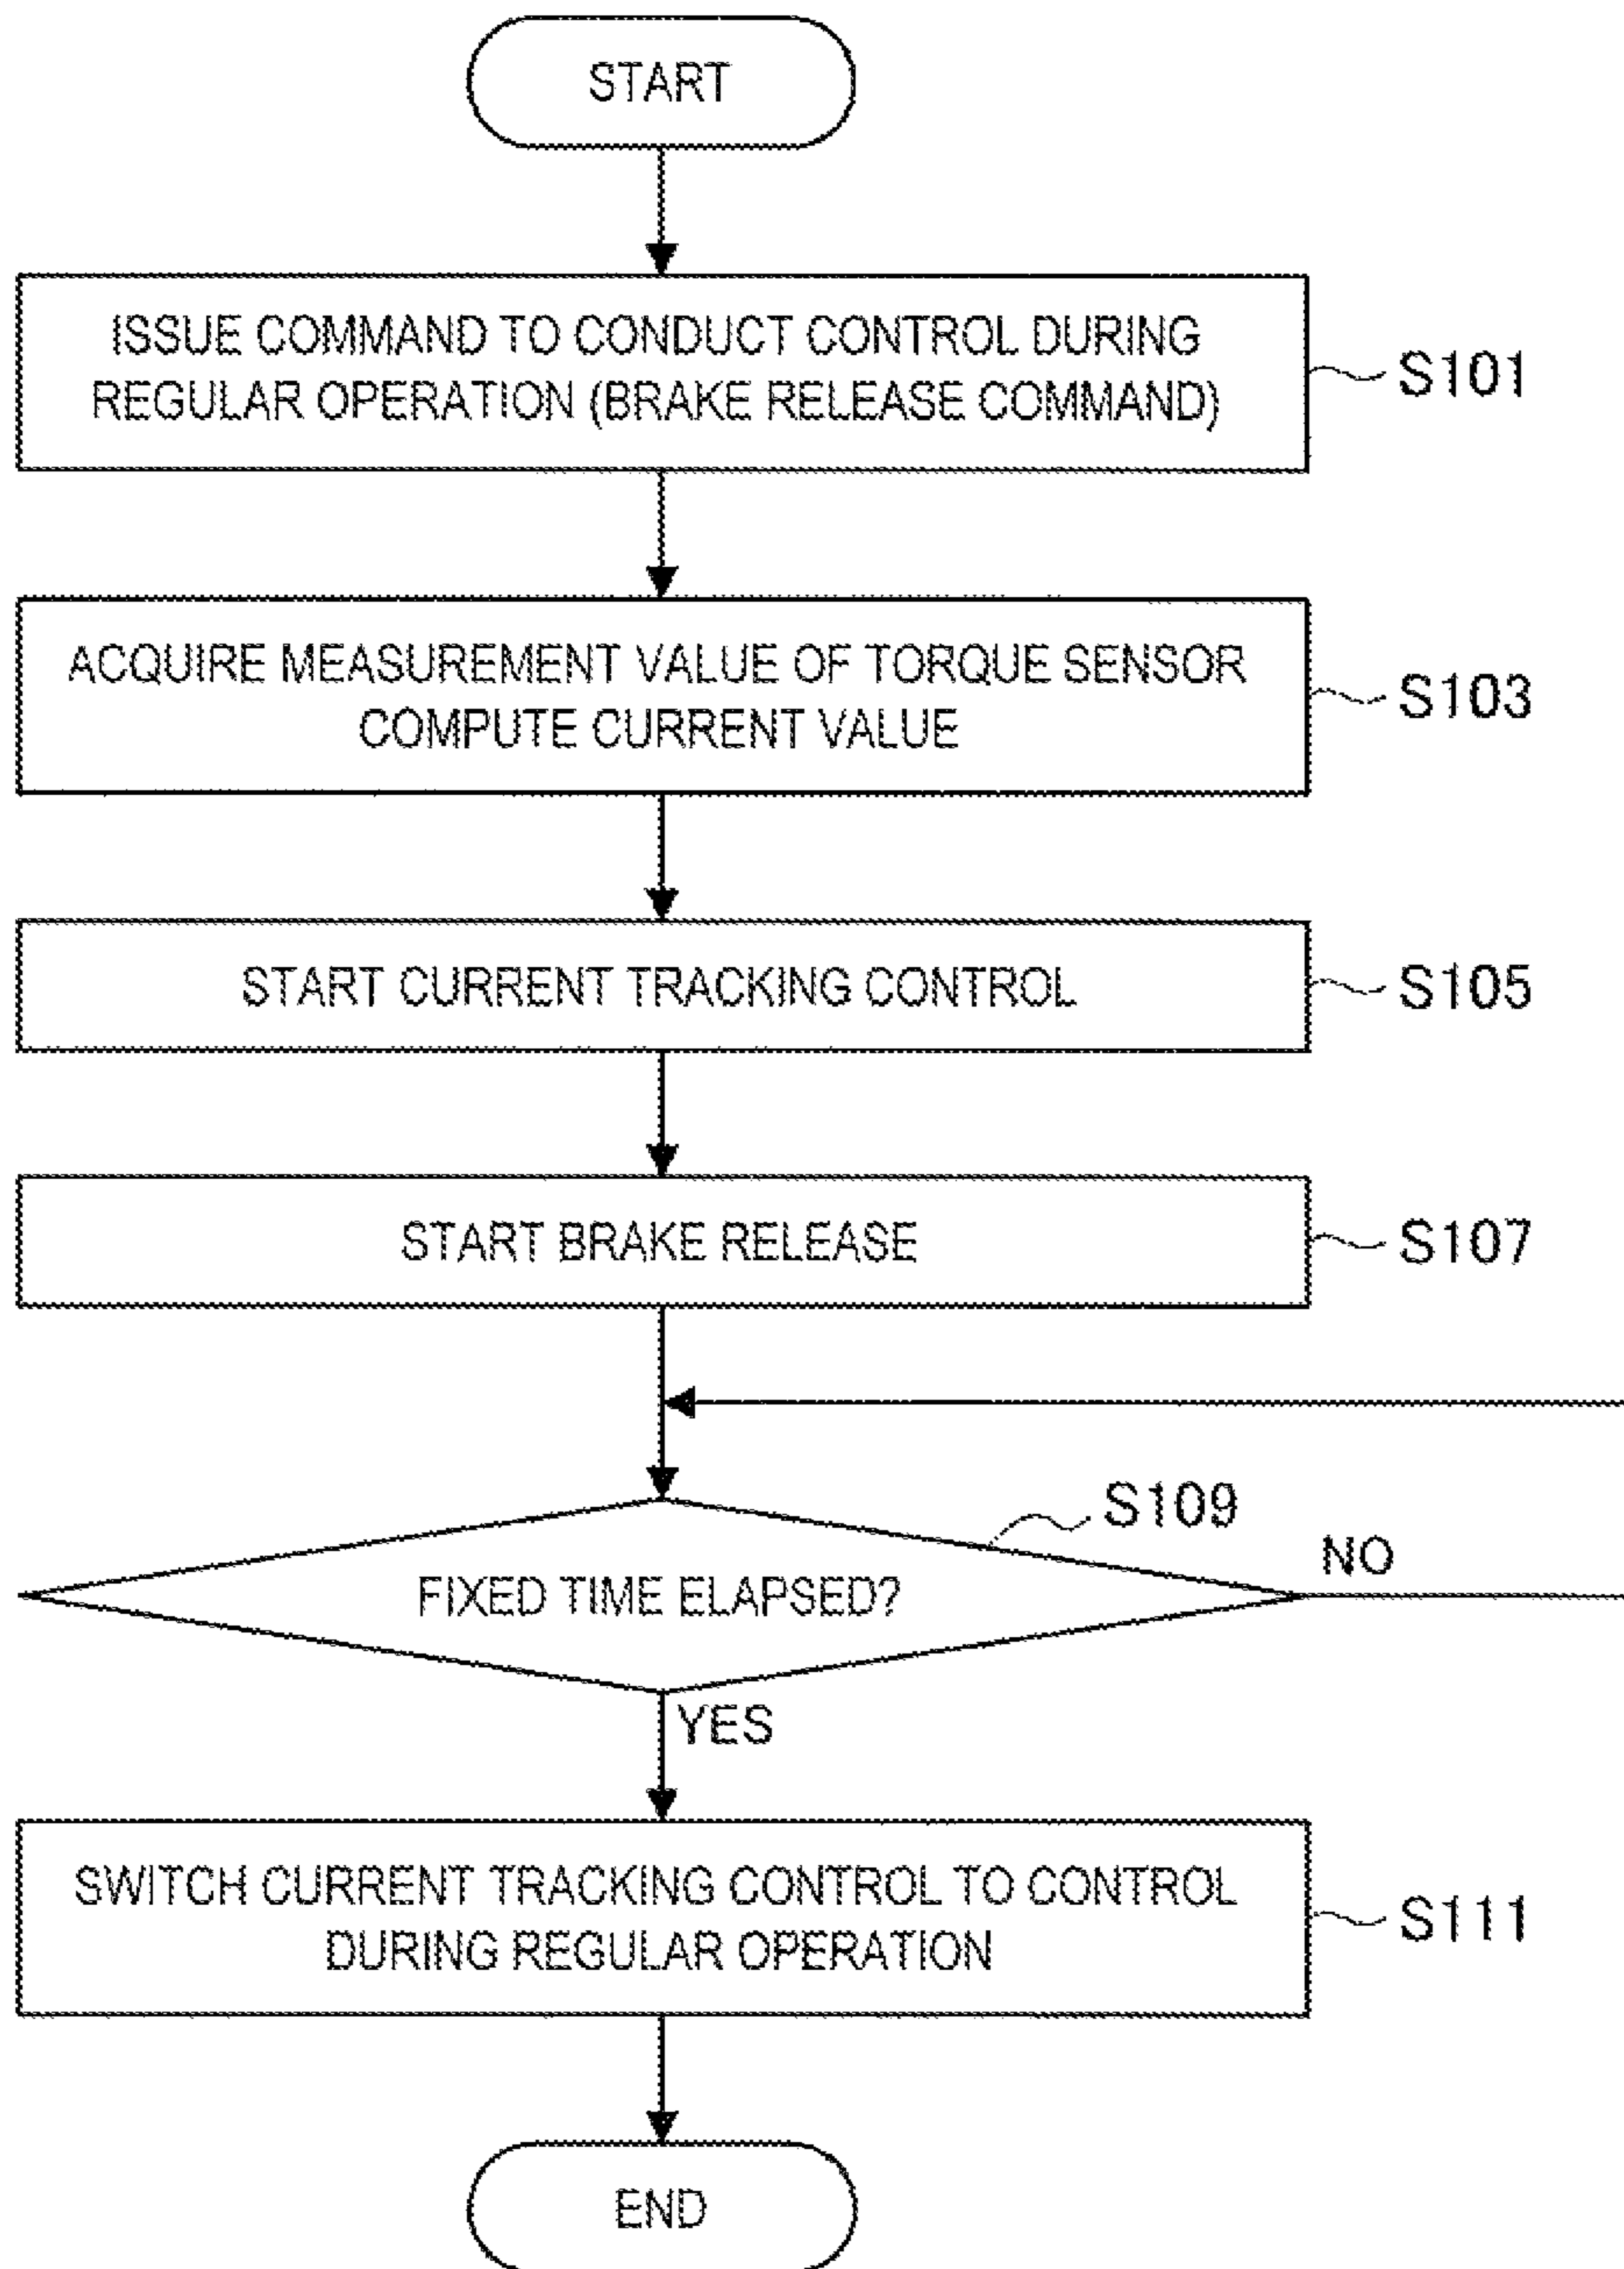 START
ISSUE COMMAND TO CONDUCT CONTROL DURING
REGULAR OPERATION (BRAKE RELEASE COMMAND)
S101
ACQUIRE MEASUREMENT VALUE OF TORQUE SENSOR
COMPUTE CURRENT VALUE
S103
START CURRENT TRACKING CONTROL
S105
START BRAKE RELEASE
S107
S109
FIXED TIME ELAPSED?
NO
YES
SWITCH CURRENT TRACKING CONTROL TO CONTROL
DURING REGULAR OPERATION
S111
END